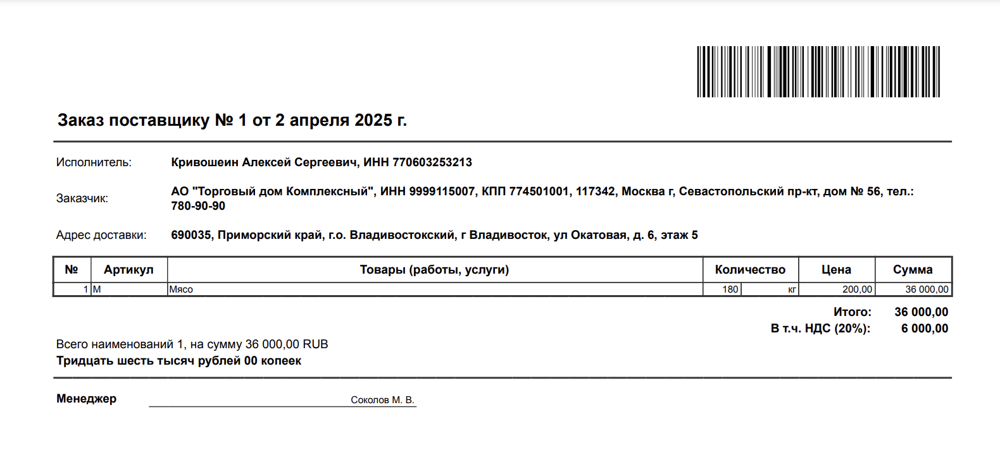 Заказ поставщику № 1 от 2 апреля 2025 г.
Исполнитель: Кривошеин Алексей Сергеевич, ИНН 770603253213
Заказчик: АО "Торговый дом Комплексный", ИНН 9999115007, КПП 774501001, 117342, Москва г, Севастопольский пр-кт, дом № 56, тел.:
780-90-90
Адрес доставки: 690035, Приморский край, г.о. Владивостокский, г Владивосток, ул Окатовая, д. 6, этаж 5
№ Артикул Товары (работы, услуги) Количество Цена Сумма
1 М Мясо 180 кг 200,00 36 000,00
Итого: 36 000,00
В т.ч. НДС (20%): 6 000,00
Всего наименований 1, на сумму 36 000,00 RUB
Тридцать шесть тысяч рублей 00 копеек
Менеджер Соколов М. В.